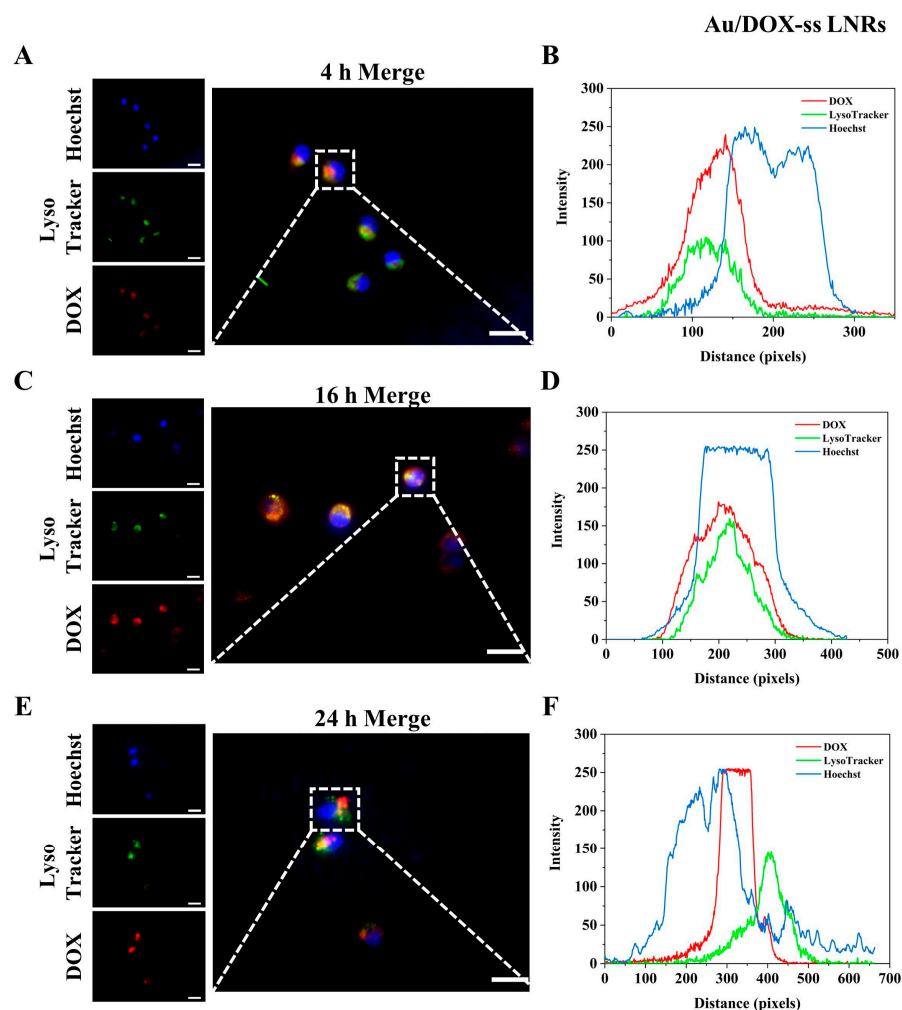 Au/DOX-ss LNRs
A
4 h Merge
Hoechst
Lyso
Tracker
DOX
B
DOX
LysoTracker
Hoechst
Intensity
300
250
200
150
100
50
0
0
100
200
300
Distance (pixels)
C
16 h Merge
Hoechst
Lyso
Tracker
DOX
D
DOX
LysoTracker
Hoechst
Intensity
300
250
200
150
100
50
0
0
100
200
300
400
500
Distance (pixels)
E
24 h Merge
Hoechst
Lyso
Tracker
DOX
F
DOX
LysoTracker
Hoechst
Intensity
300
250
200
150
100
50
0
0
100
200
300
400
500
600
700
Distance (pixels)